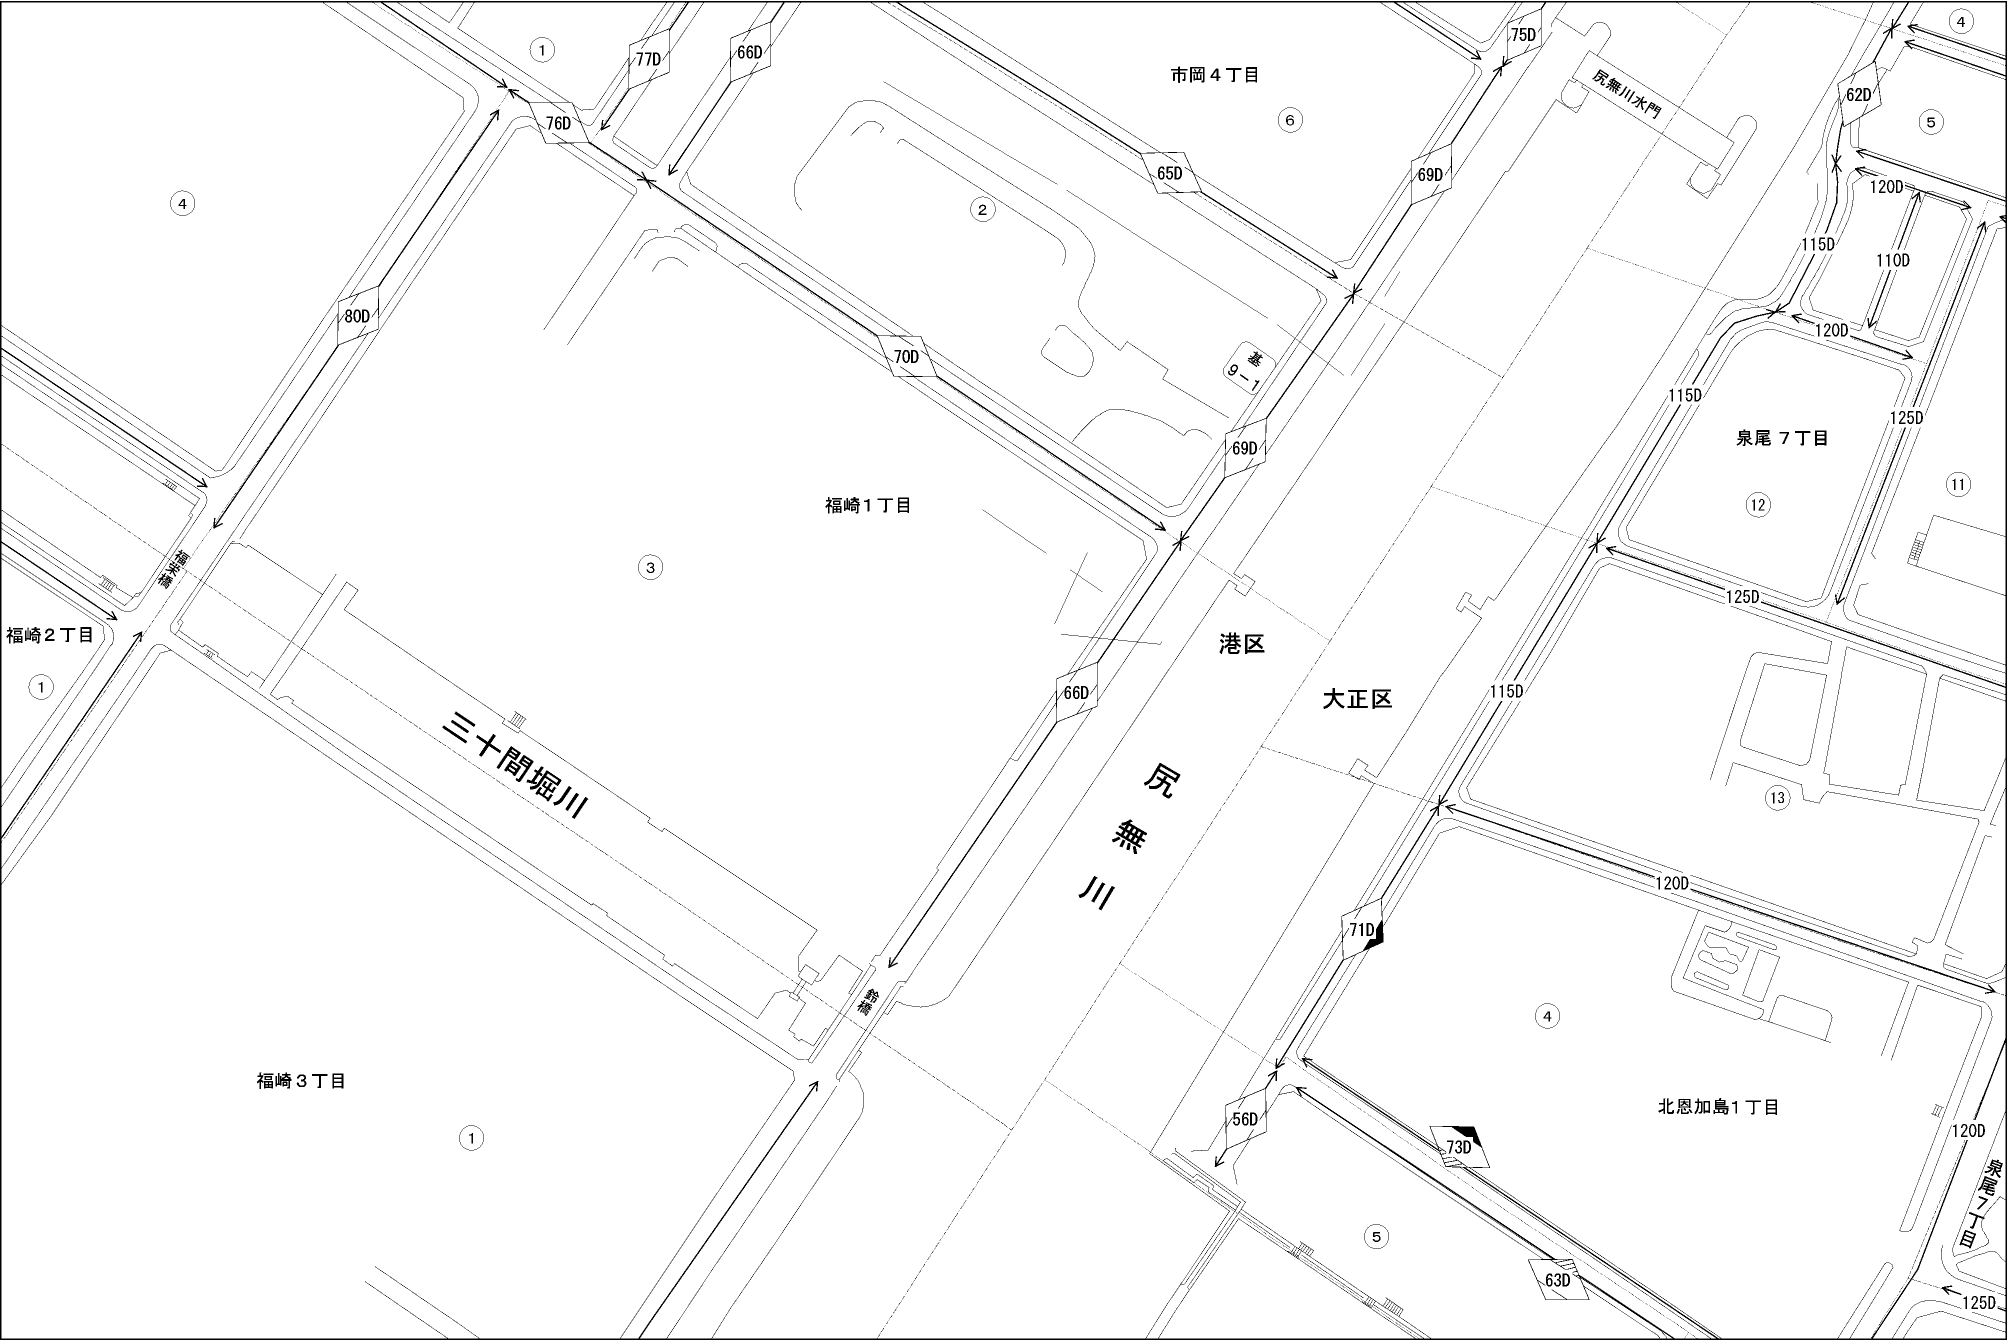 75D
④
①
77D
66D
市岡４丁目
尻無川水門
62D
⑤
⑥
76D
65D
69D
120D
④
②
115D
110D
80D
120D
70D
基
9－1
115D
125D
69D
泉尾７丁目
⑪
⑫
福崎１丁目
③
福栄橋
125D
福崎２丁目
①
港区
大正区
66D
115D
三十間堀川
尻無川
⑬
120D
71D
鈴橋
④
福崎３丁目
①
北恩加島１丁目
56D
73D
120D
泉尾７丁目
⑤
63D
125D